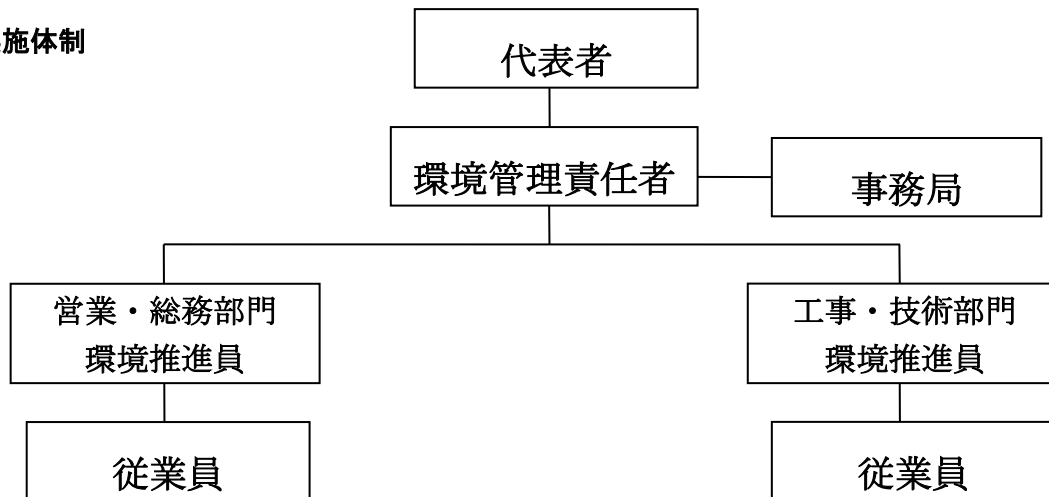 施体制
代表者
環境管理責任者
事務局
営業・総務部門
環境推進員
工事・技術部門
環境推進員
従業員
従業員